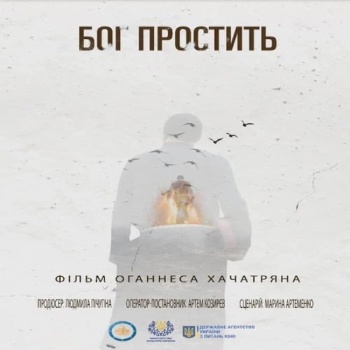 БОГ ПРОСТИТЬ
ФІЛЬМ ОГАННЕСА ХАЧАТРЯНА
ПРОДЮСЕР ЛЮДМИЛА ПІЧУГІНА ОПЕРАТОР-ПОСТАНОВНИК АРТЕМ КОЗИРЕВ СЦЕНАРІЙ: МАРИНА АРТЕМЕНКО
ДЕРЖАВНЕ АГЕНТСТВО
УКРАЇНИ
З ПИТАНЬ КІНО